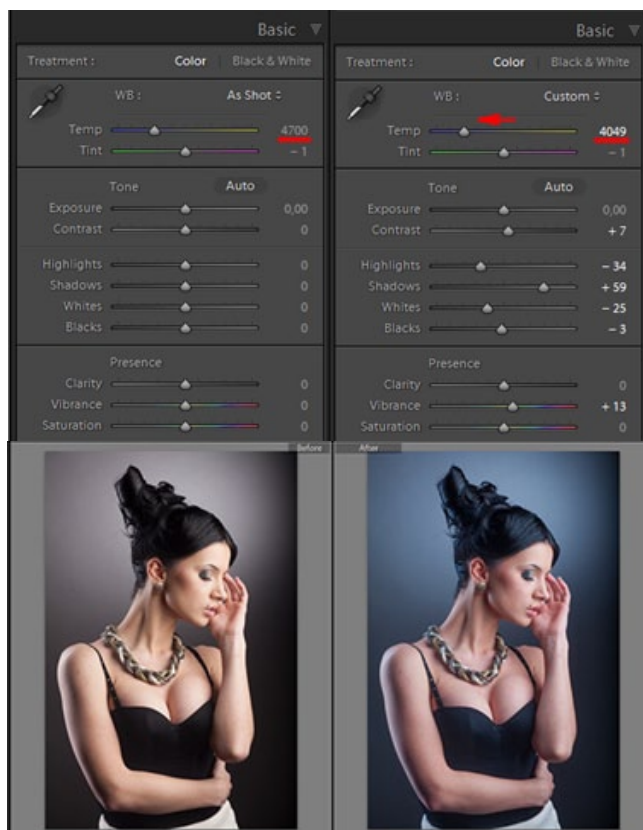 Basic
Treatment : Color Black & White
WB : As Shot
Temp 4700
Tint – 1
Tone Auto
Exposure 0,00
Contrast 0
Highlights 0
Shadows 0
Whites 0
Blacks 0
Presence
Clarity 0
Vibrance 0
Saturation 0
Basic
Treatment : Color Black & White
WB : Custom
Temp 4049
Tint – 1
Tone Auto
Exposure 0,00
Contrast + 7
Highlights – 34
Shadows + 59
Whites – 25
Blacks – 3
Presence
Clarity 0
Vibrance + 13
Saturation 0
Before
After